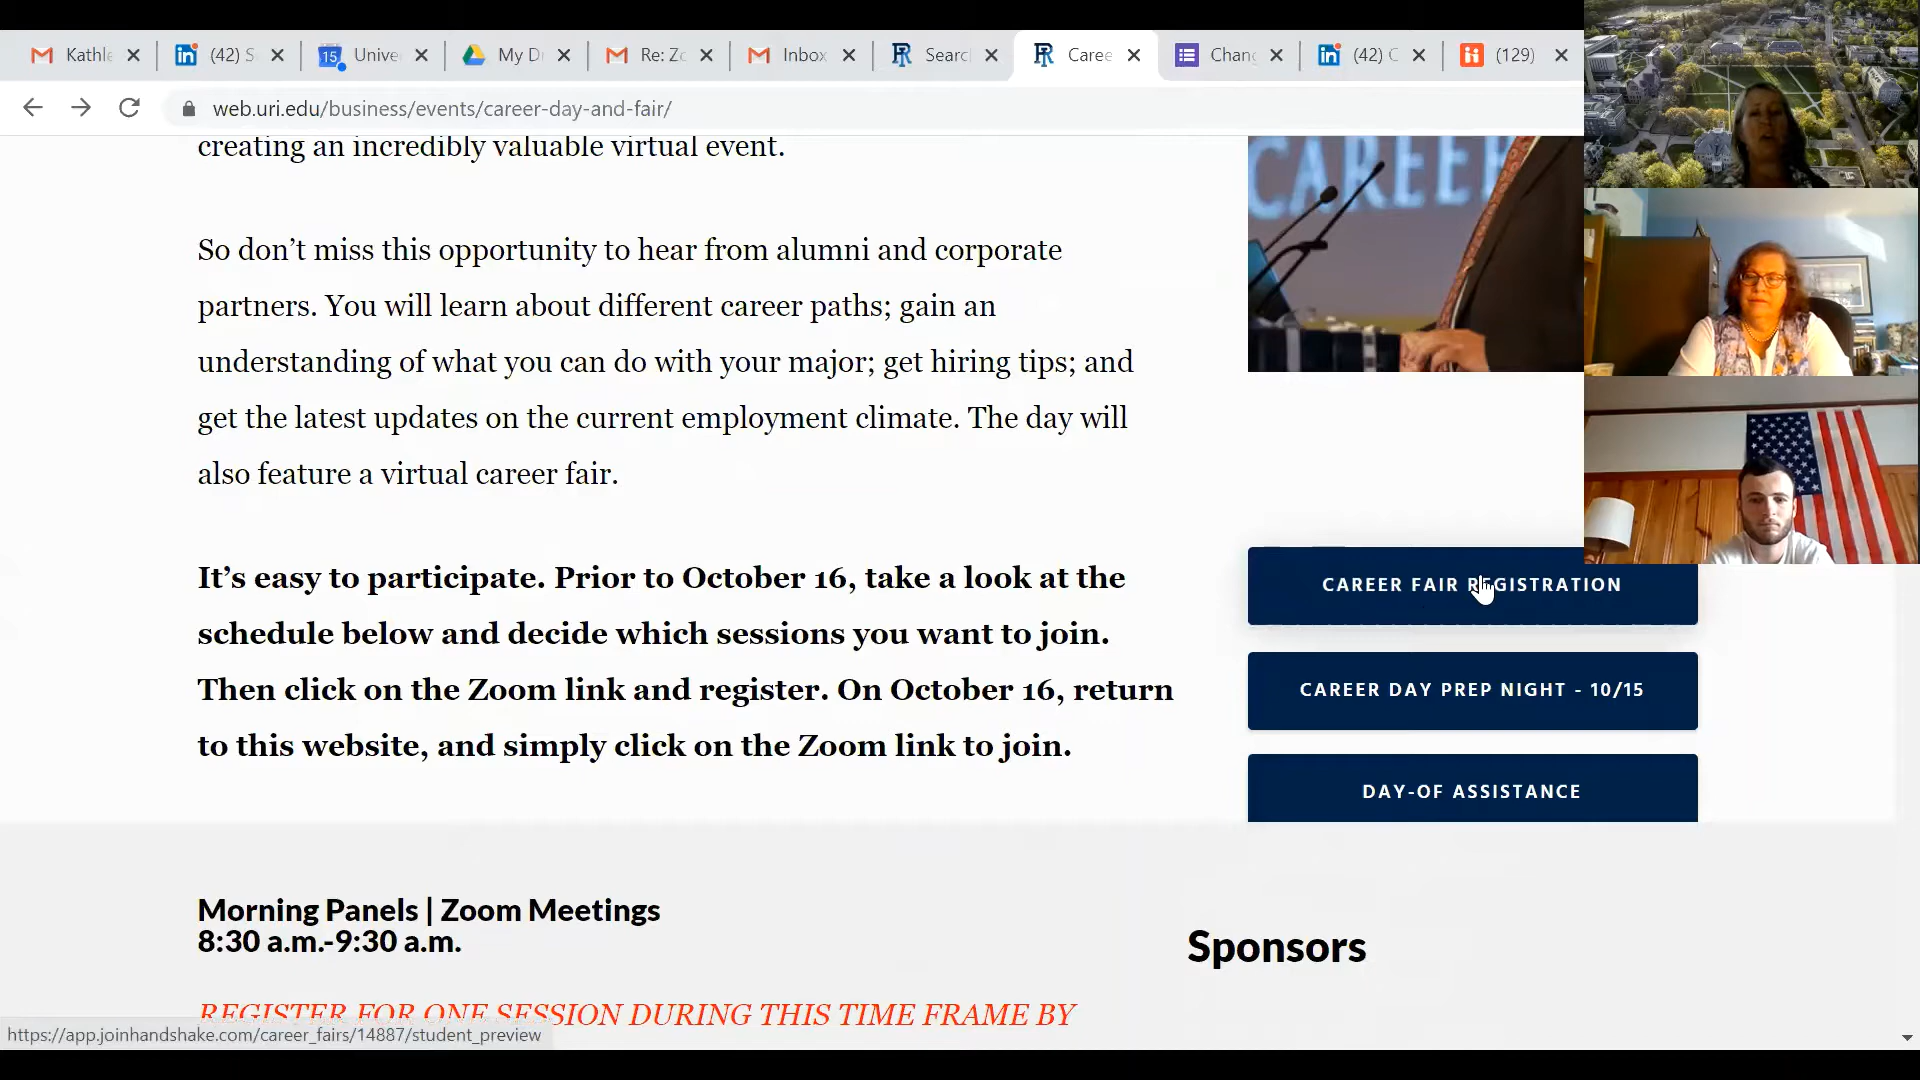 Kathle
(42) S
Unive
My D
Re: Zo
Inbox
Searc
Caree
Chang
(42) C
(129)
web.uri.edu/business/events/career-day-and-fair/
creating an incredibly valuable virtual event.
CAREE
So don’t miss this opportunity to hear from alumni and corporate
partners. You will learn about different career paths; gain an
understanding of what you can do with your major; get hiring tips; and
get the latest updates on the current employment climate. The day will
also feature a virtual career fair.
It’s easy to participate. Prior to October 16, take a look at the
schedule below and decide which sessions you want to join.
Then click on the Zoom link and register. On October 16, return
to this website, and simply click on the Zoom link to join.
CAREER FAIR REGISTRATION
CAREER DAY PREP NIGHT - 10/15
DAY-OF ASSISTANCE
Morning Panels | Zoom Meetings
8:30 a.m.-9:30 a.m.
Sponsors
REGISTER FOR ONE SESSION DURING THIS TIME FRAME BY
https://app.joinhandshake.com/career_fairs/14887/student_preview